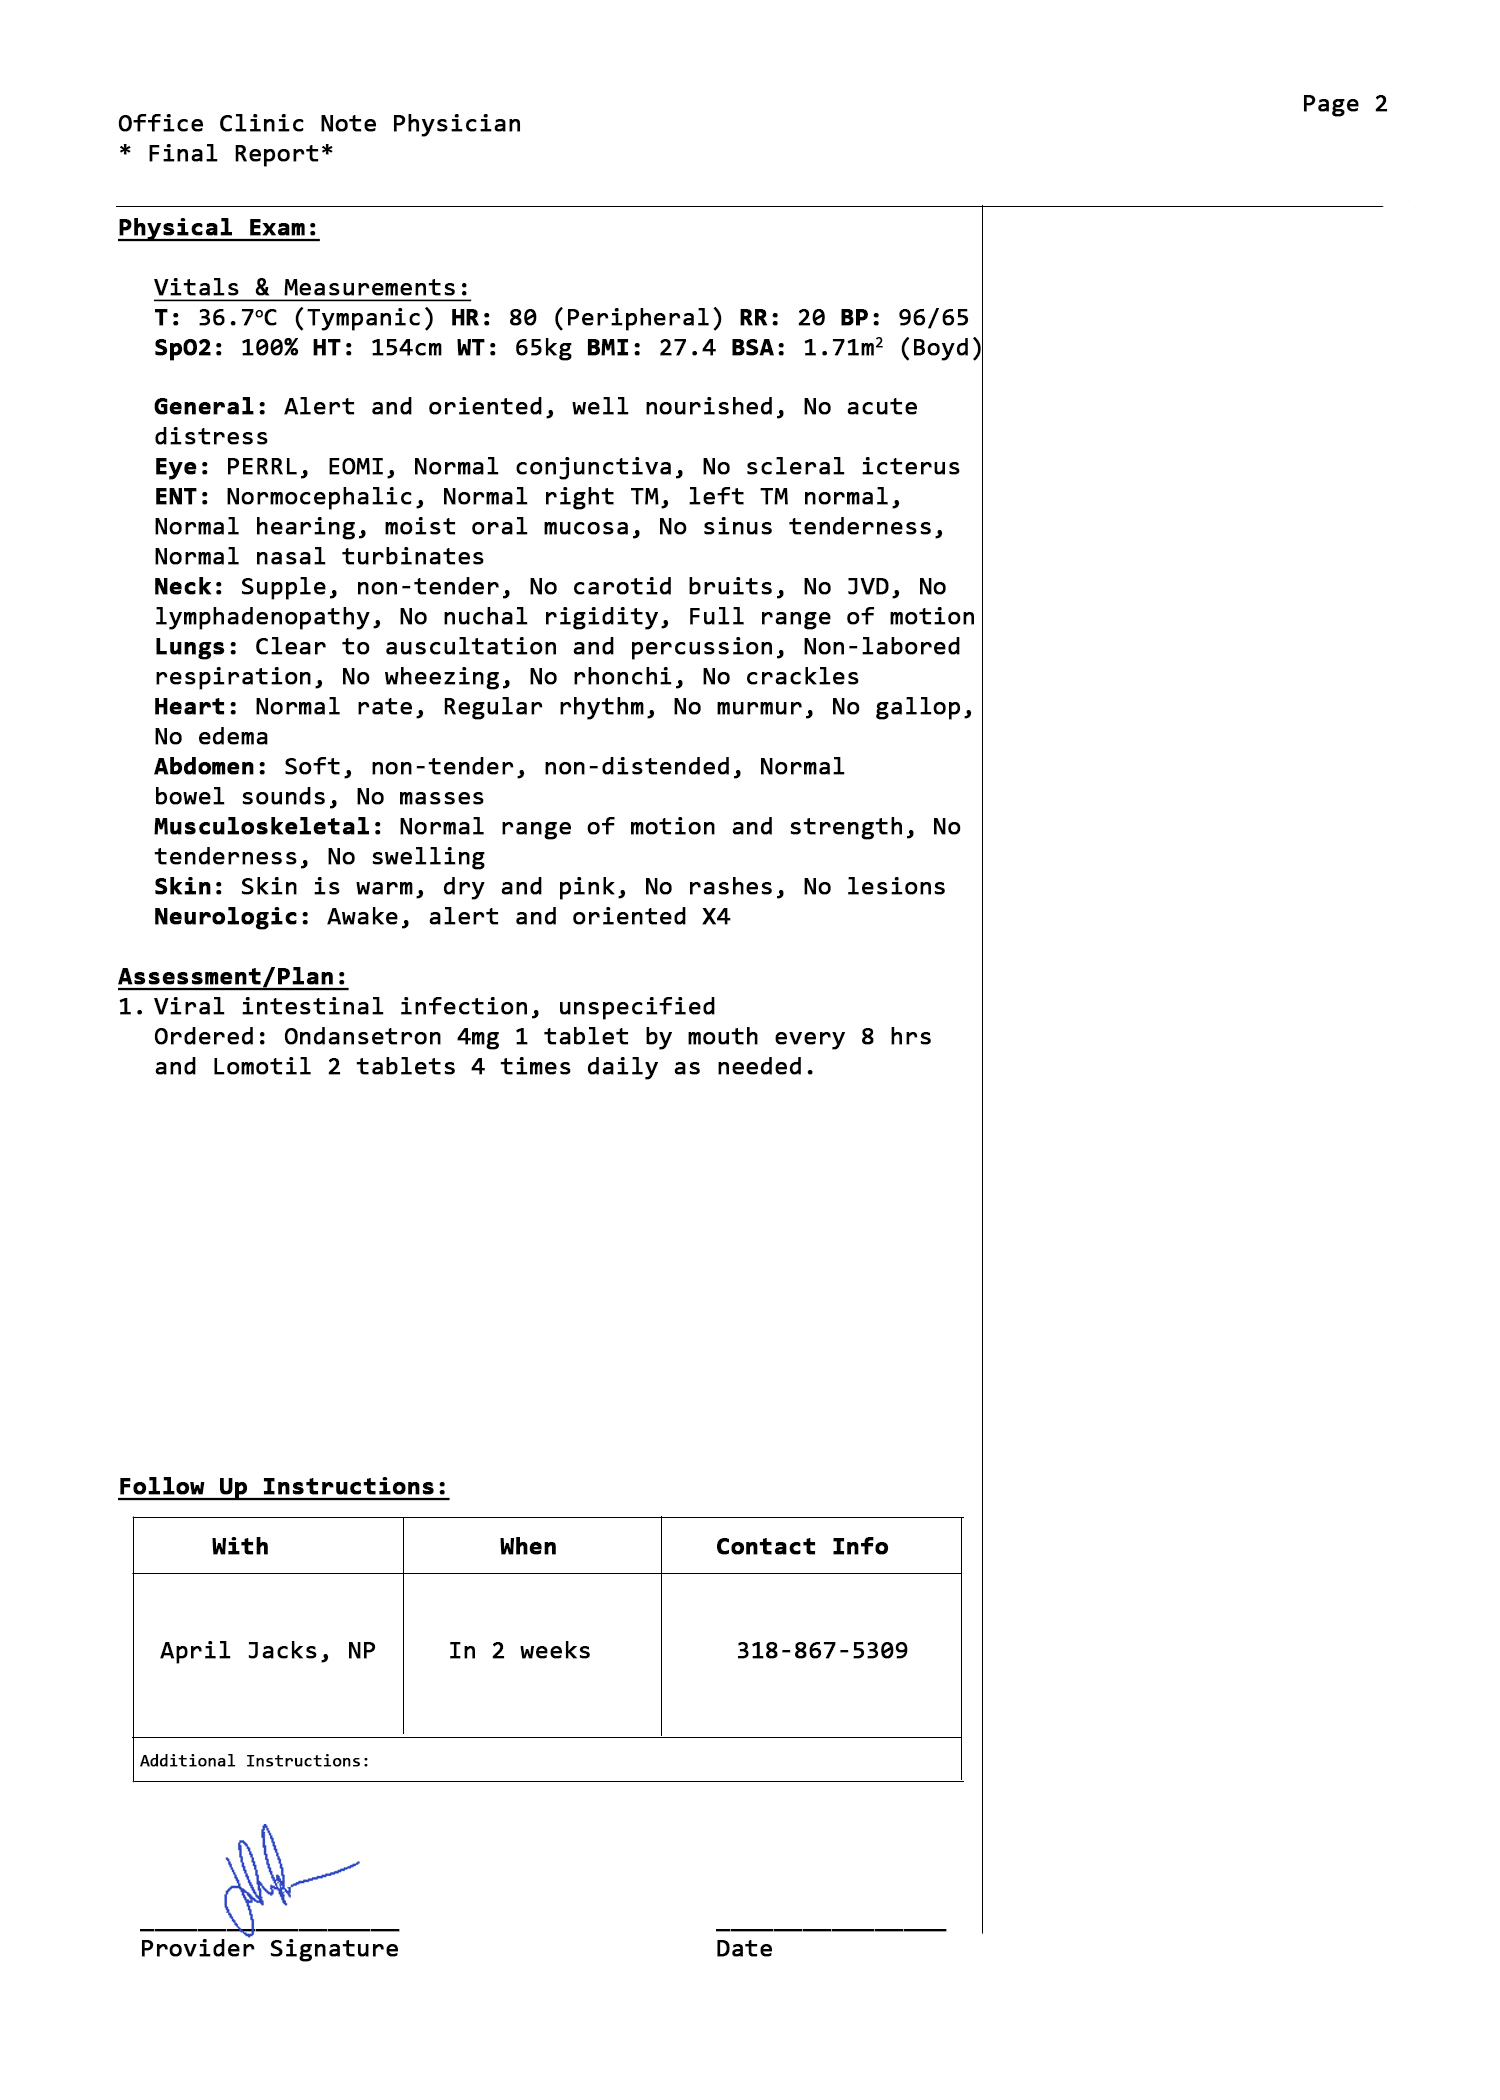 Page 2
Office Clinic Note Physician
* Final Report*
Physical Exam:
Vitals & Measurements:
T: 36.7°C (Tympanic) HR: 80 (Peripheral) RR: 20 BP: 96/65
SpO2: 100% HT: 154cm WT: 65kg BMI: 27.4 BSA: 1.71m² (Boyd)
General: Alert and oriented, well nourished, No acute
distress
Eye: PERRL, EOMI, Normal conjunctiva, No scleral icterus
ENT: Normocephalic, Normal right TM, left TM normal,
Normal hearing, moist oral mucosa, No sinus tenderness,
Normal nasal turbinates
Neck: Supple, non-tender, No carotid bruits, No JVD, No
lymphadenopathy, No nuchal rigidity, Full range of motion
Lungs: Clear to auscultation and percussion, Non-labored
respiration, No wheezing, No rhonchi, No crackles
Heart: Normal rate, Regular rhythm, No murmur, No gallop,
No edema
Abdomen: Soft, non-tender, non-distended, Normal
bowel sounds, No masses
Musculoskeletal: Normal range of motion and strength, No
tenderness, No swelling
Skin: Skin is warm, dry and pink, No rashes, No lesions
Neurologic: Awake, alert and oriented X4
Assessment/Plan:
1. Viral intestinal infection, unspecified
Ordered: Ondansetron 4mg 1 tablet by mouth every 8 hrs
and Lomotil 2 tablets 4 times daily as needed.
Follow Up Instructions:
With When Contact Info
April Jacks, NP In 2 weeks 318-867-5309
Additional Instructions:
Provider Signature Date